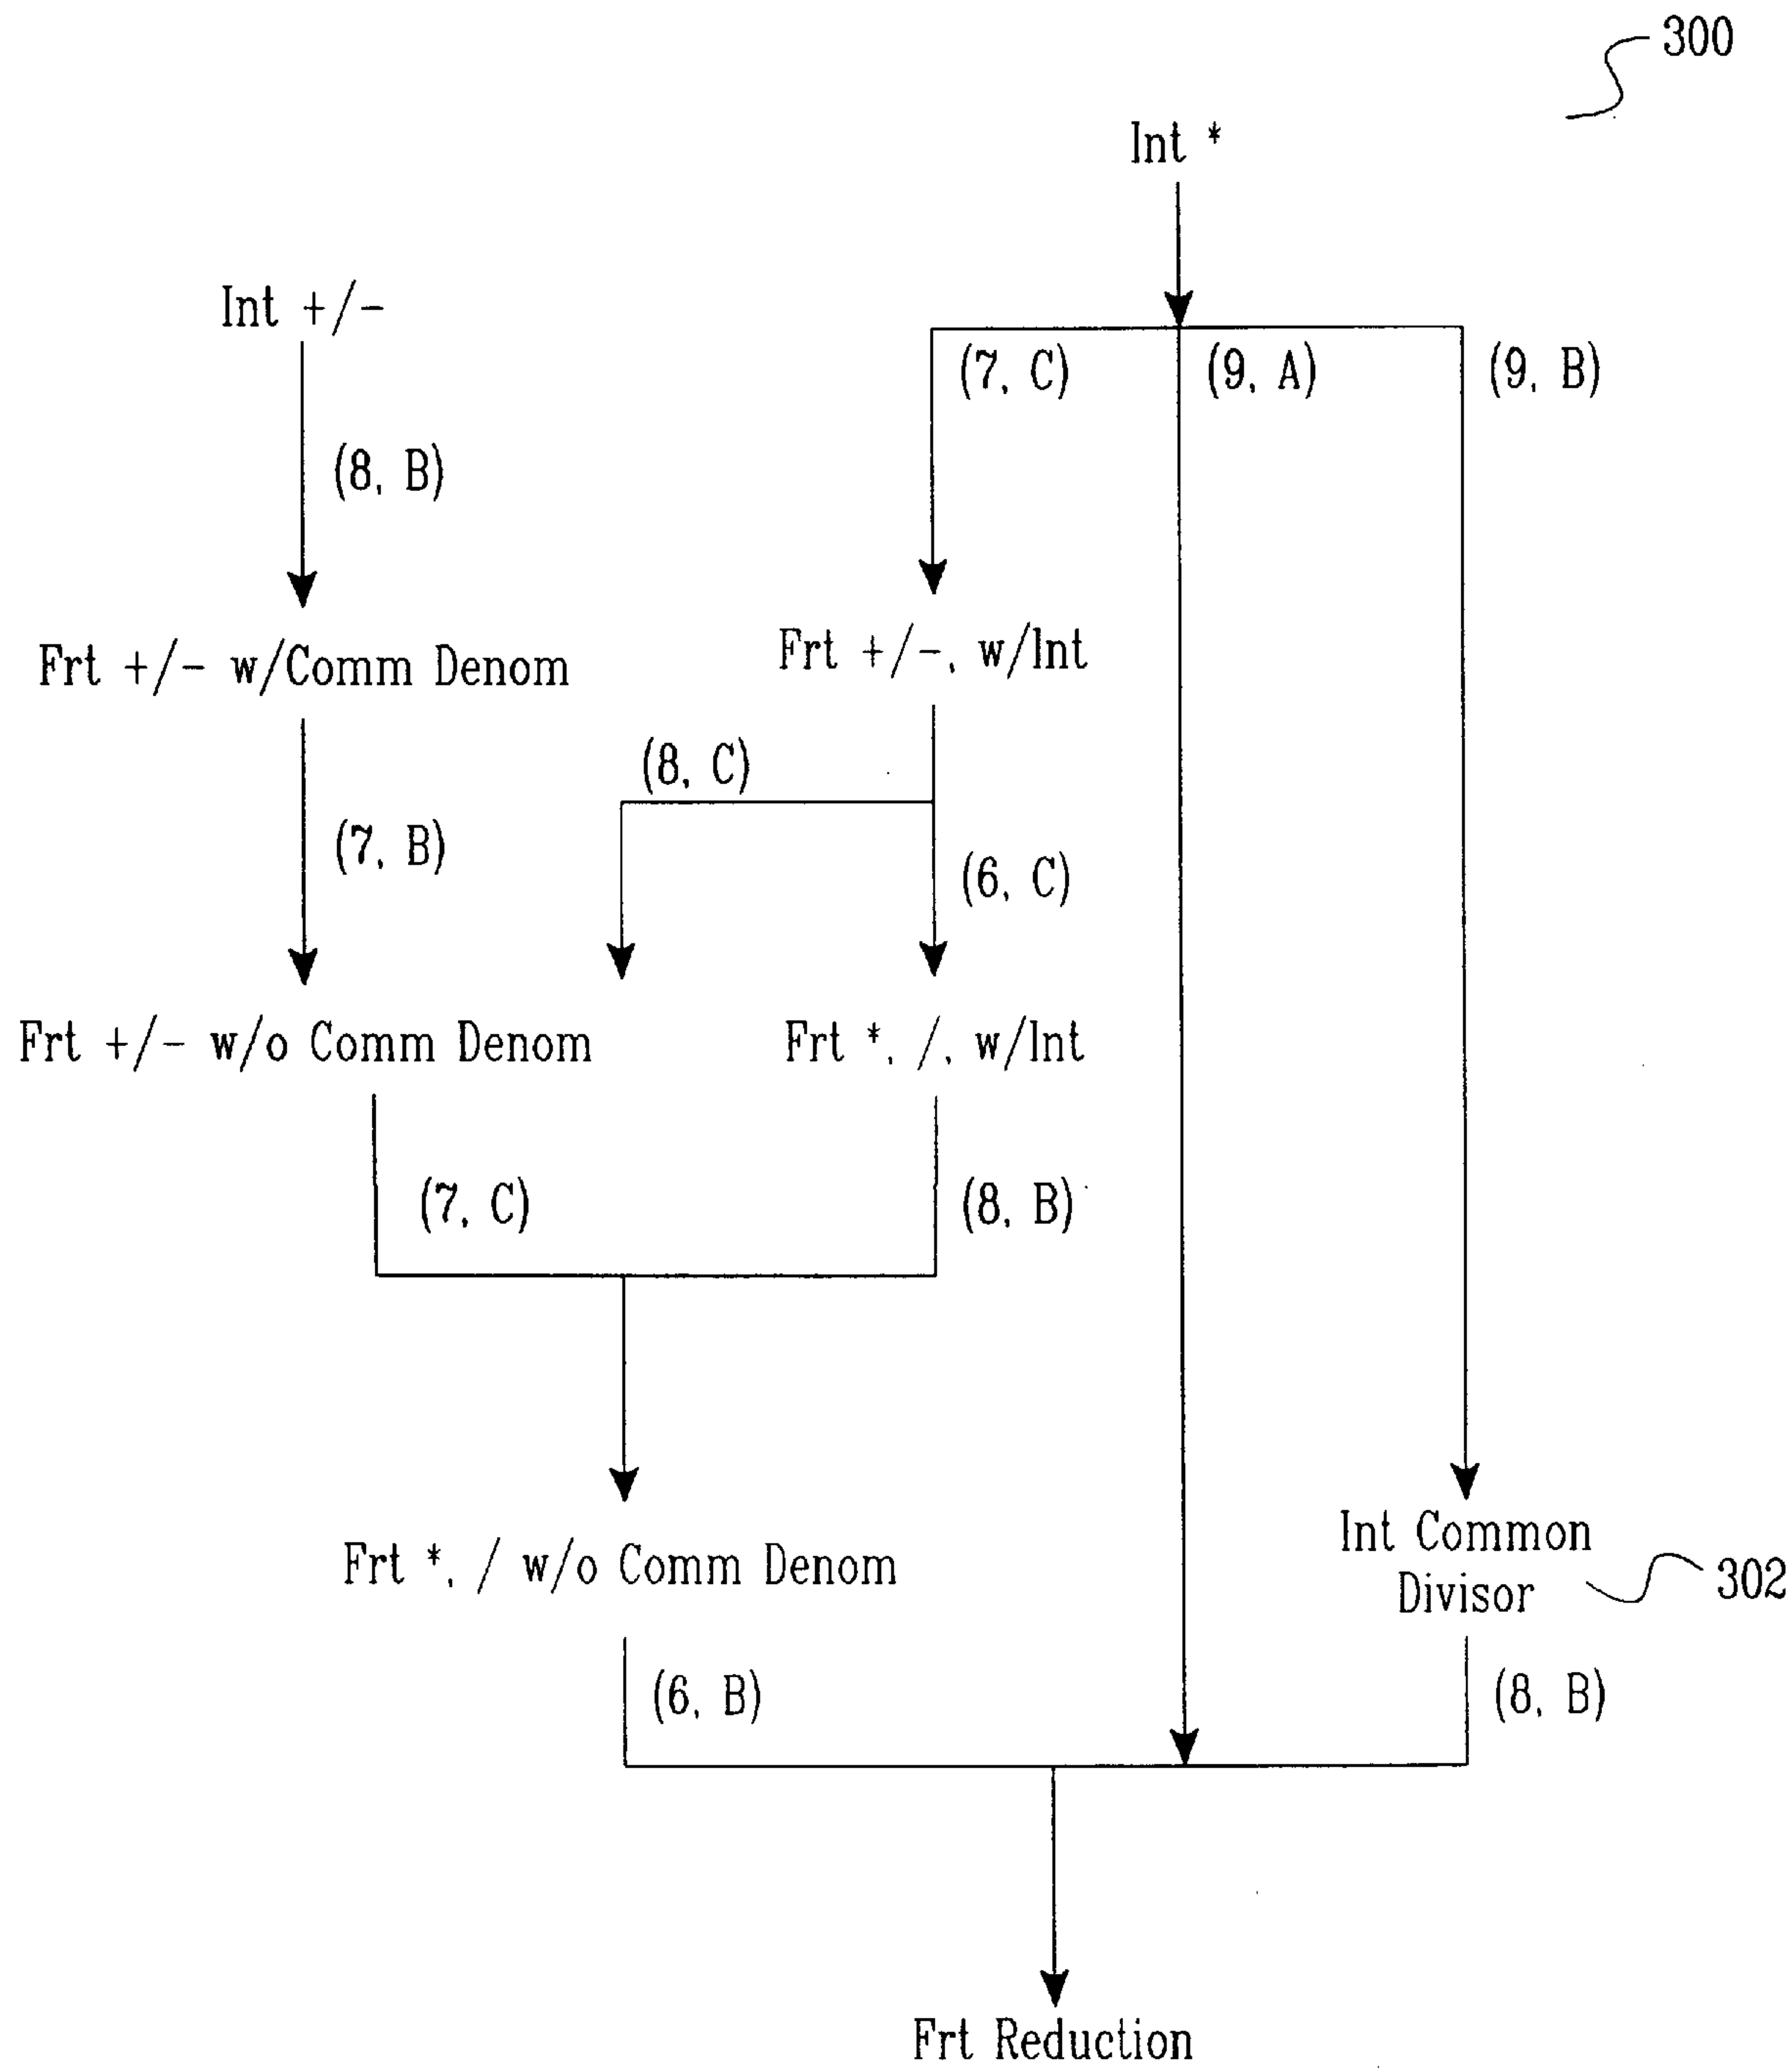 300
Int *
Int +/-
(7, C)
(9, A)
(9, B)
(8, B)
Frt +/- w/Comm Denom
Frt +/-, w/Int
(8, C)
(7, B)
(6, C)
Frt +/- w/o Comm Denom
Frt *, /, w/Int
(7, C)
(8, B)
Frt *, / w/o Comm Denom
Int Common
Divisor
302
(6, B)
(8, B)
Frt Reduction